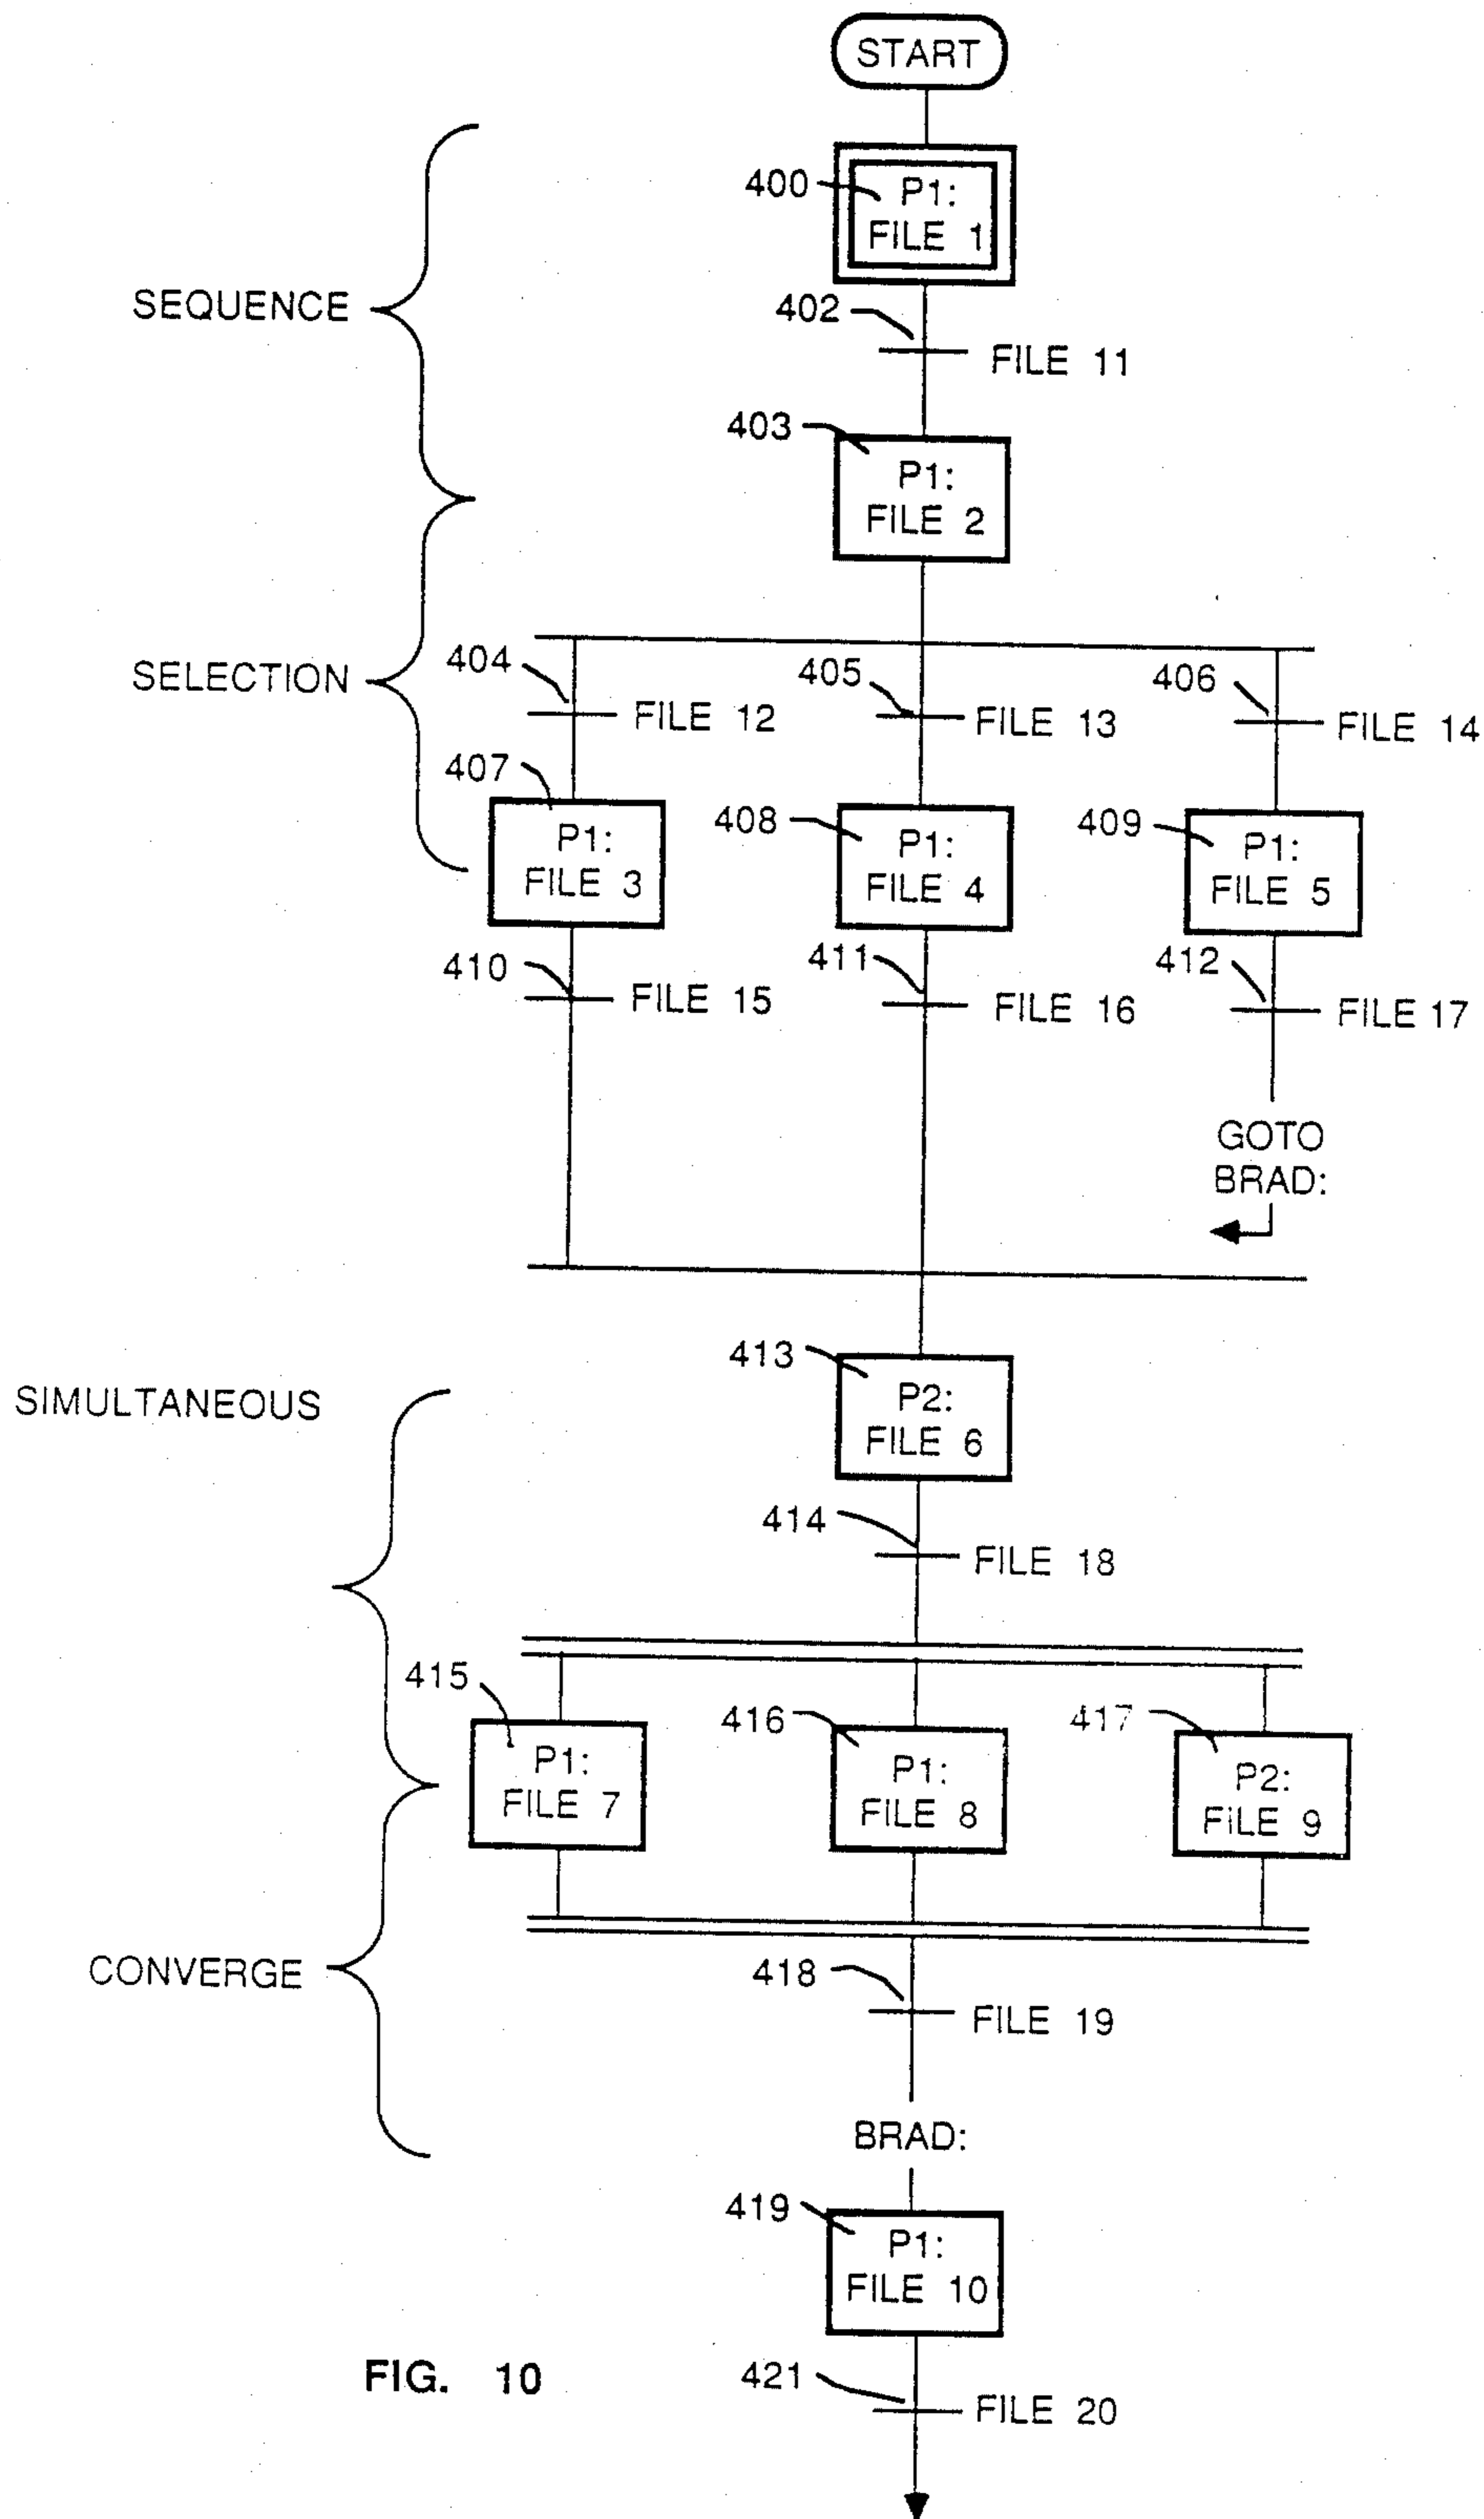 START
400
P1:
FILE 1
SEQUENCE
402
FILE 11
403
P1:
FILE 2
SELECTION
404
FILE 12
405
FILE 13
406
FILE 14
407
P1:
FILE 3
408
P1:
FILE 4
409
P1:
FILE 5
410
FILE 15
411
FILE 16
412
FILE 17
GOTO
BRAD:
413
P2:
FILE 6
SIMULTANEOUS
414
FILE 18
415
P1:
FILE 7
416
P1:
FILE 8
417
P2:
FILE 9
CONVERGE
418
FILE 19
BRAD:
419
P1:
FILE 10
FIG. 10
421
FILE 20